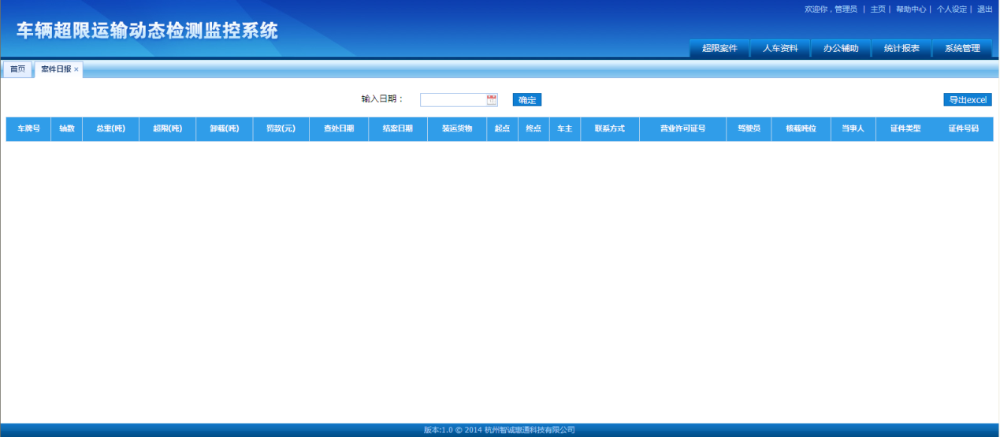 欢迎你，管理员 | 主页 | 帮助中心 | 个人设定 | 退出
车辆超限运输动态检测监控系统
超限案件 人车资料 办公辅助 统计报表 系统管理
首页 案件日报 ×
输入日期： 确定 导出excel
车牌号 轴数 总重(吨) 超限(吨) 卸载(吨) 罚款(元) 查处日期 结案日期 装运货物 起点 终点 车主 联系方式 营业许可证号 驾驶员 核载吨位 当事人 证件类型 证件号码
版本:1.0 © 2014 杭州智诚惠通科技有限公司